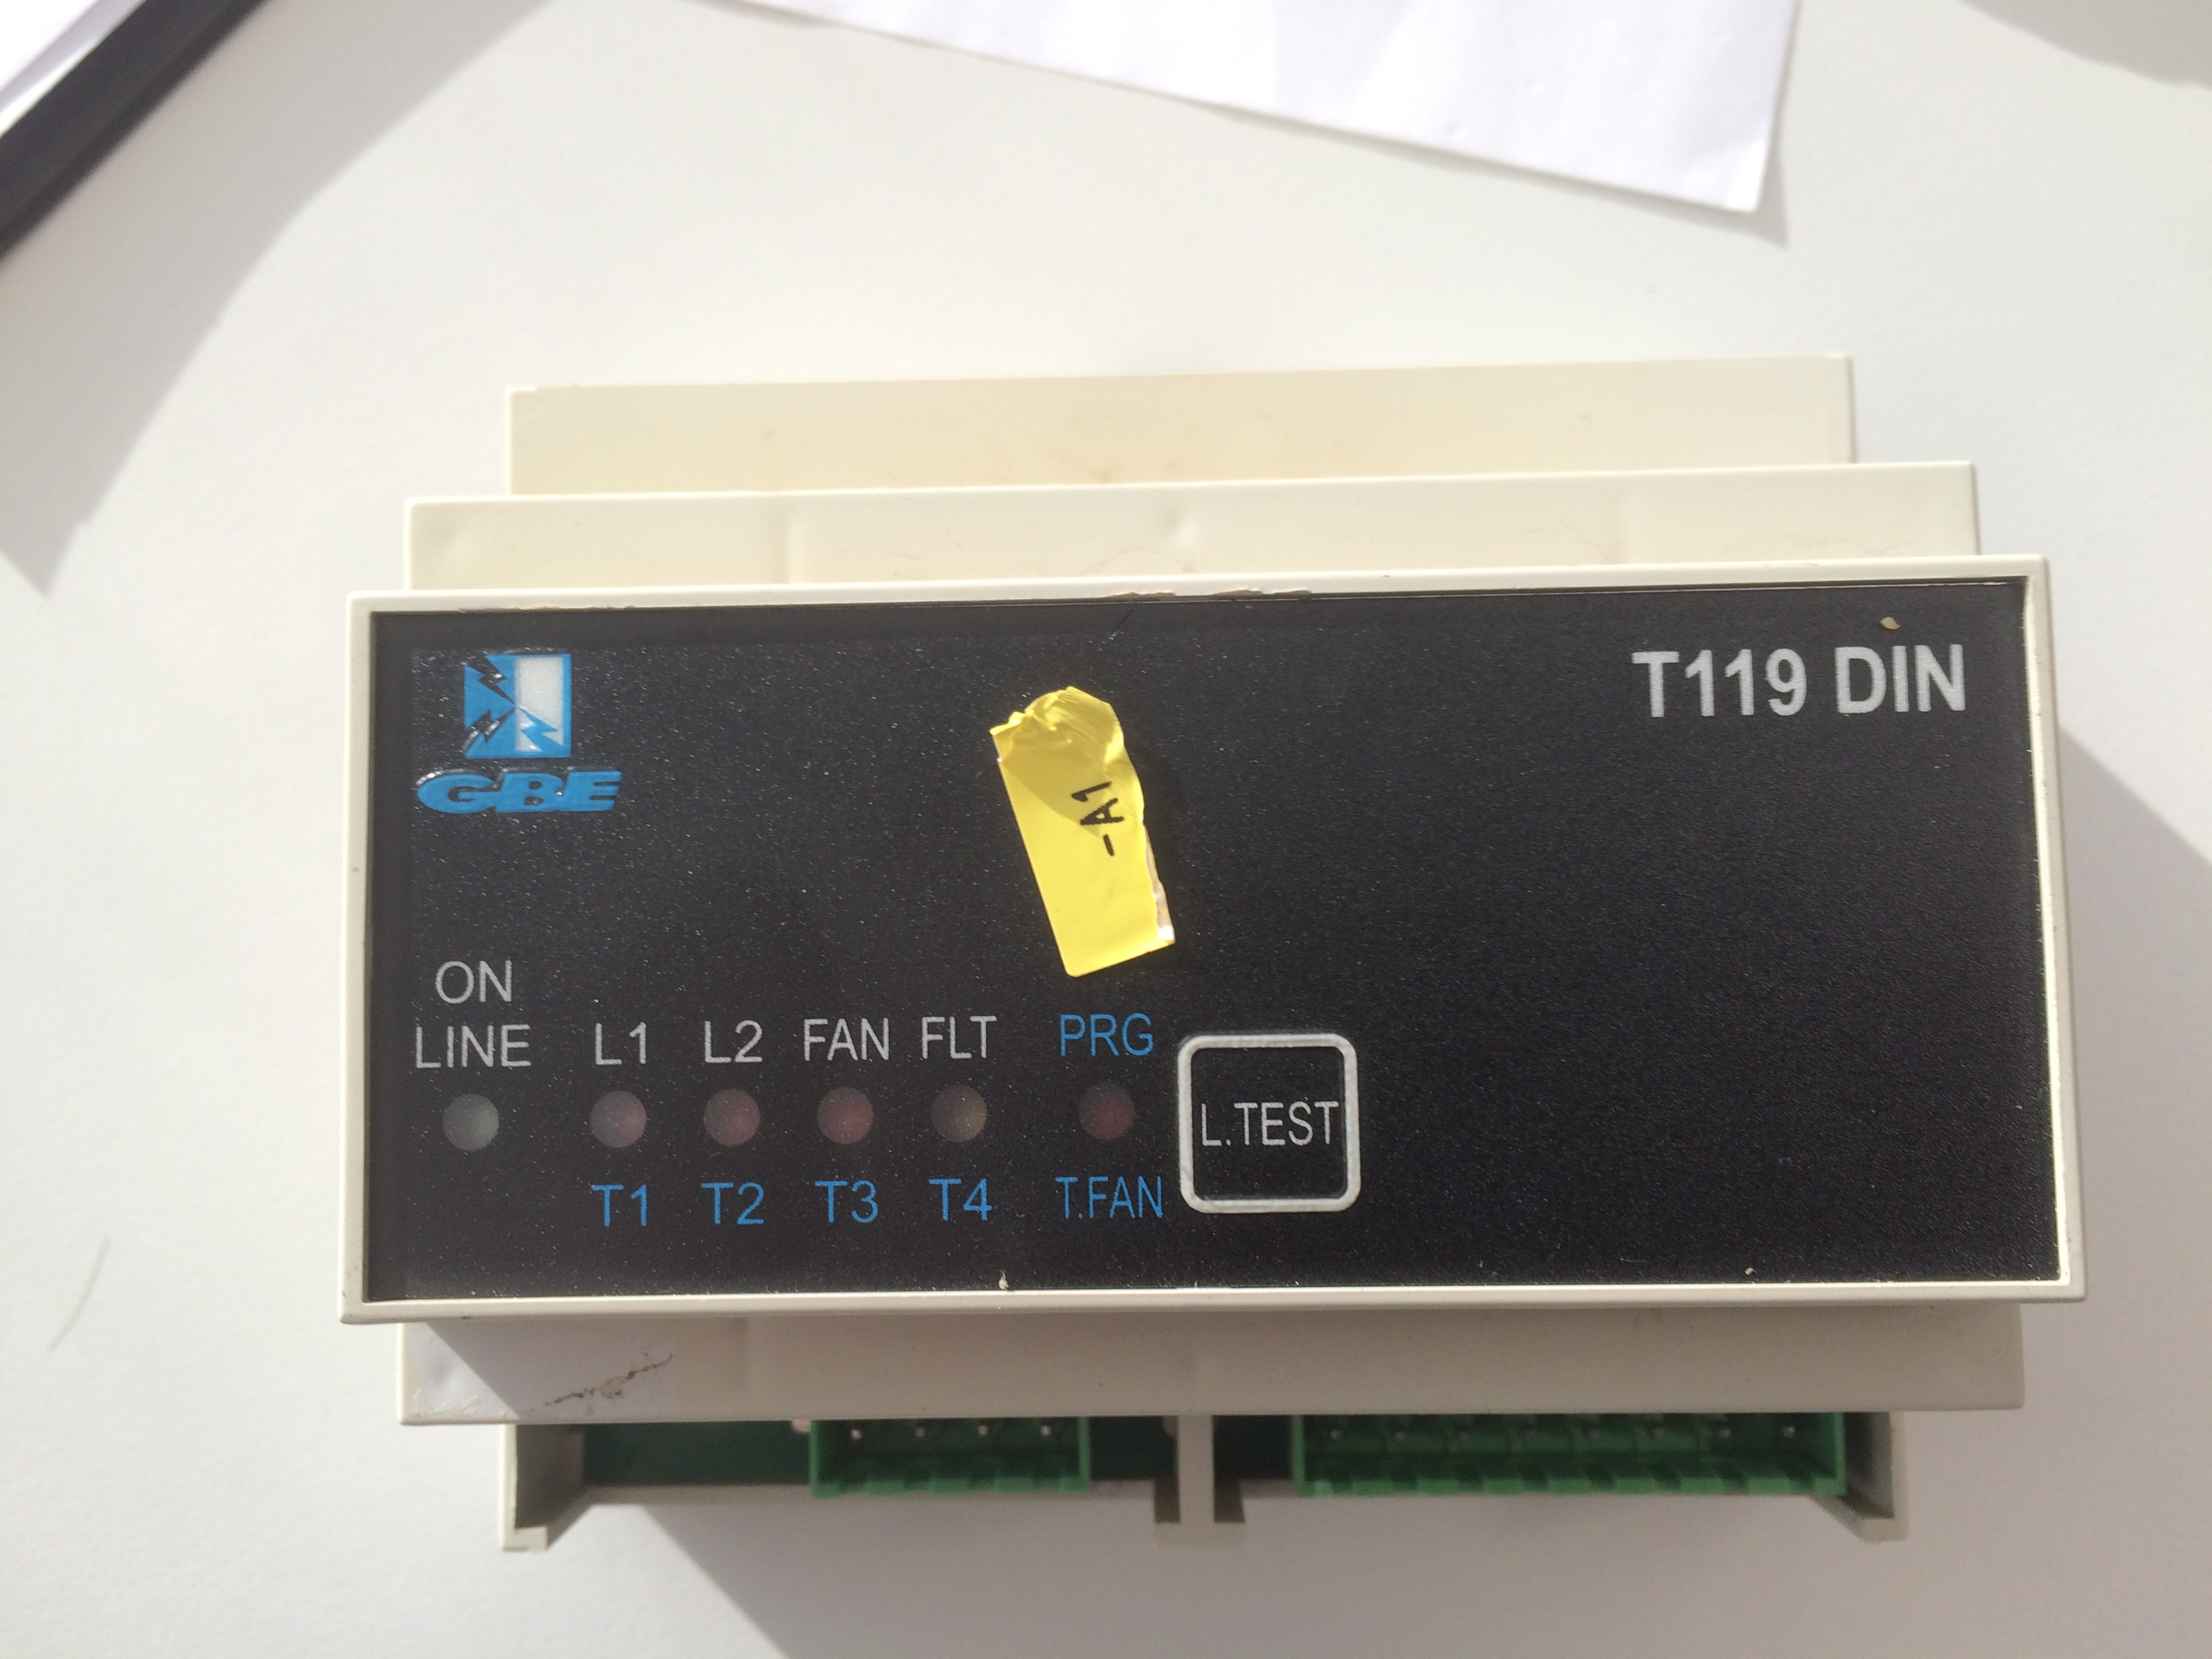 T119 DIN
GBE
-A1
ON
LINE
L1
L2
FAN
FLT
PRG
L.TEST
T1
T2
T3
T4
T.FAN